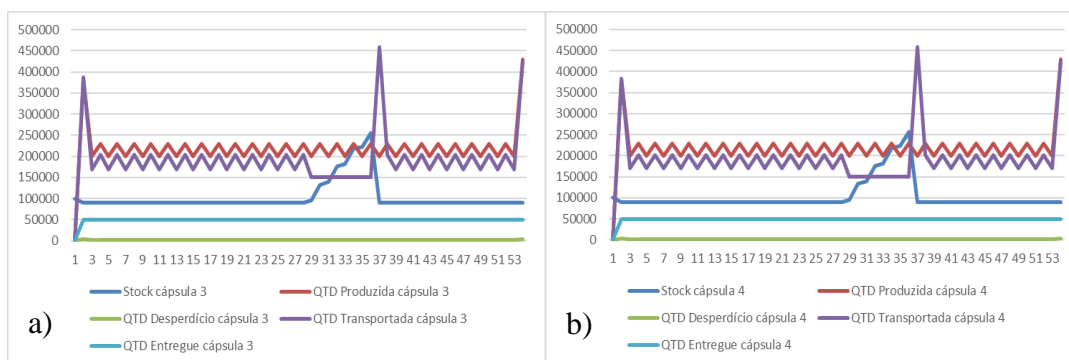 500000
450000
400000
350000
300000
250000
200000
150000
100000
50000
0
1 3 5 7 9 11 13 15 17 19 21 23 25 27 29 31 33 35 37 39 41 43 45 47 49 51 53
Stock cápsula 3 QTD Produzida cápsula 3
QTD Desperdício cápsula 3 QTD Transportada cápsula 3
QTD Entregue cápsula 3
a)
500000
450000
400000
350000
300000
250000
200000
150000
100000
50000
0
1 3 5 7 9 11 13 15 17 19 21 23 25 27 29 31 33 35 37 39 41 43 45 47 49 51 53
Stock cápsula 4 QTD Produzida cápsula 4
QTD Desperdício cápsula 4 QTD Transportada cápsula 4
QTD Entregue cápsula 4
b)